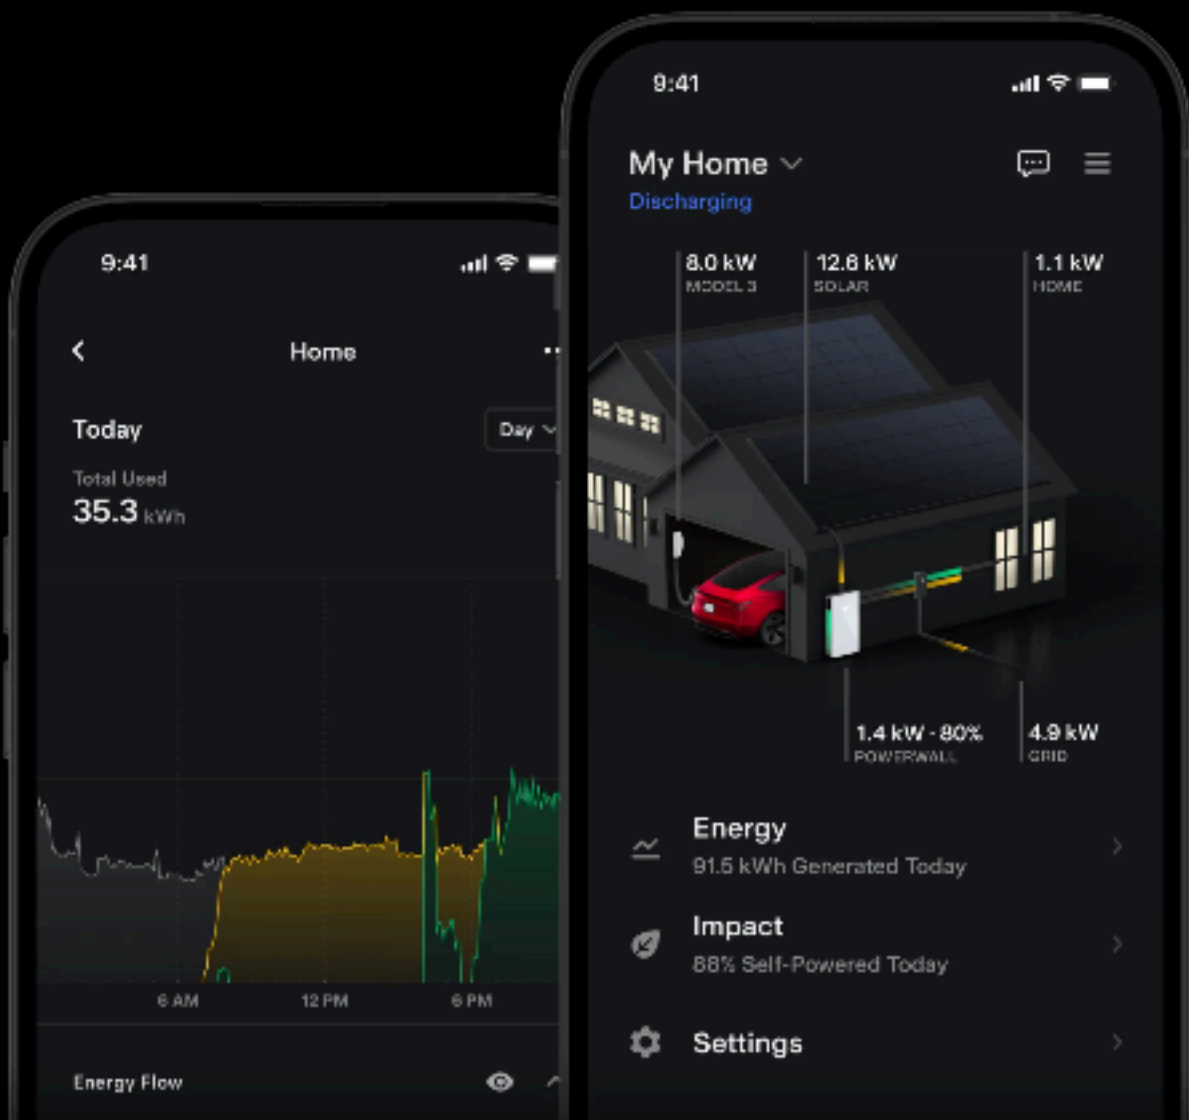 9:41
Home
Today
Day
Total Used
35.3 kWh
6 AM 12 PM 6 PM
Energy Flow
9:41
My Home
Discharging
8.0 kW 12.6 kW 1.1 kW
MODEL 3 SOLAR HOME
1.4 kW · 80% 4.9 kW
POWERWALL GRID
Energy
91.5 kWh Generated Today
Impact
88% Self-Powered Today
Settings